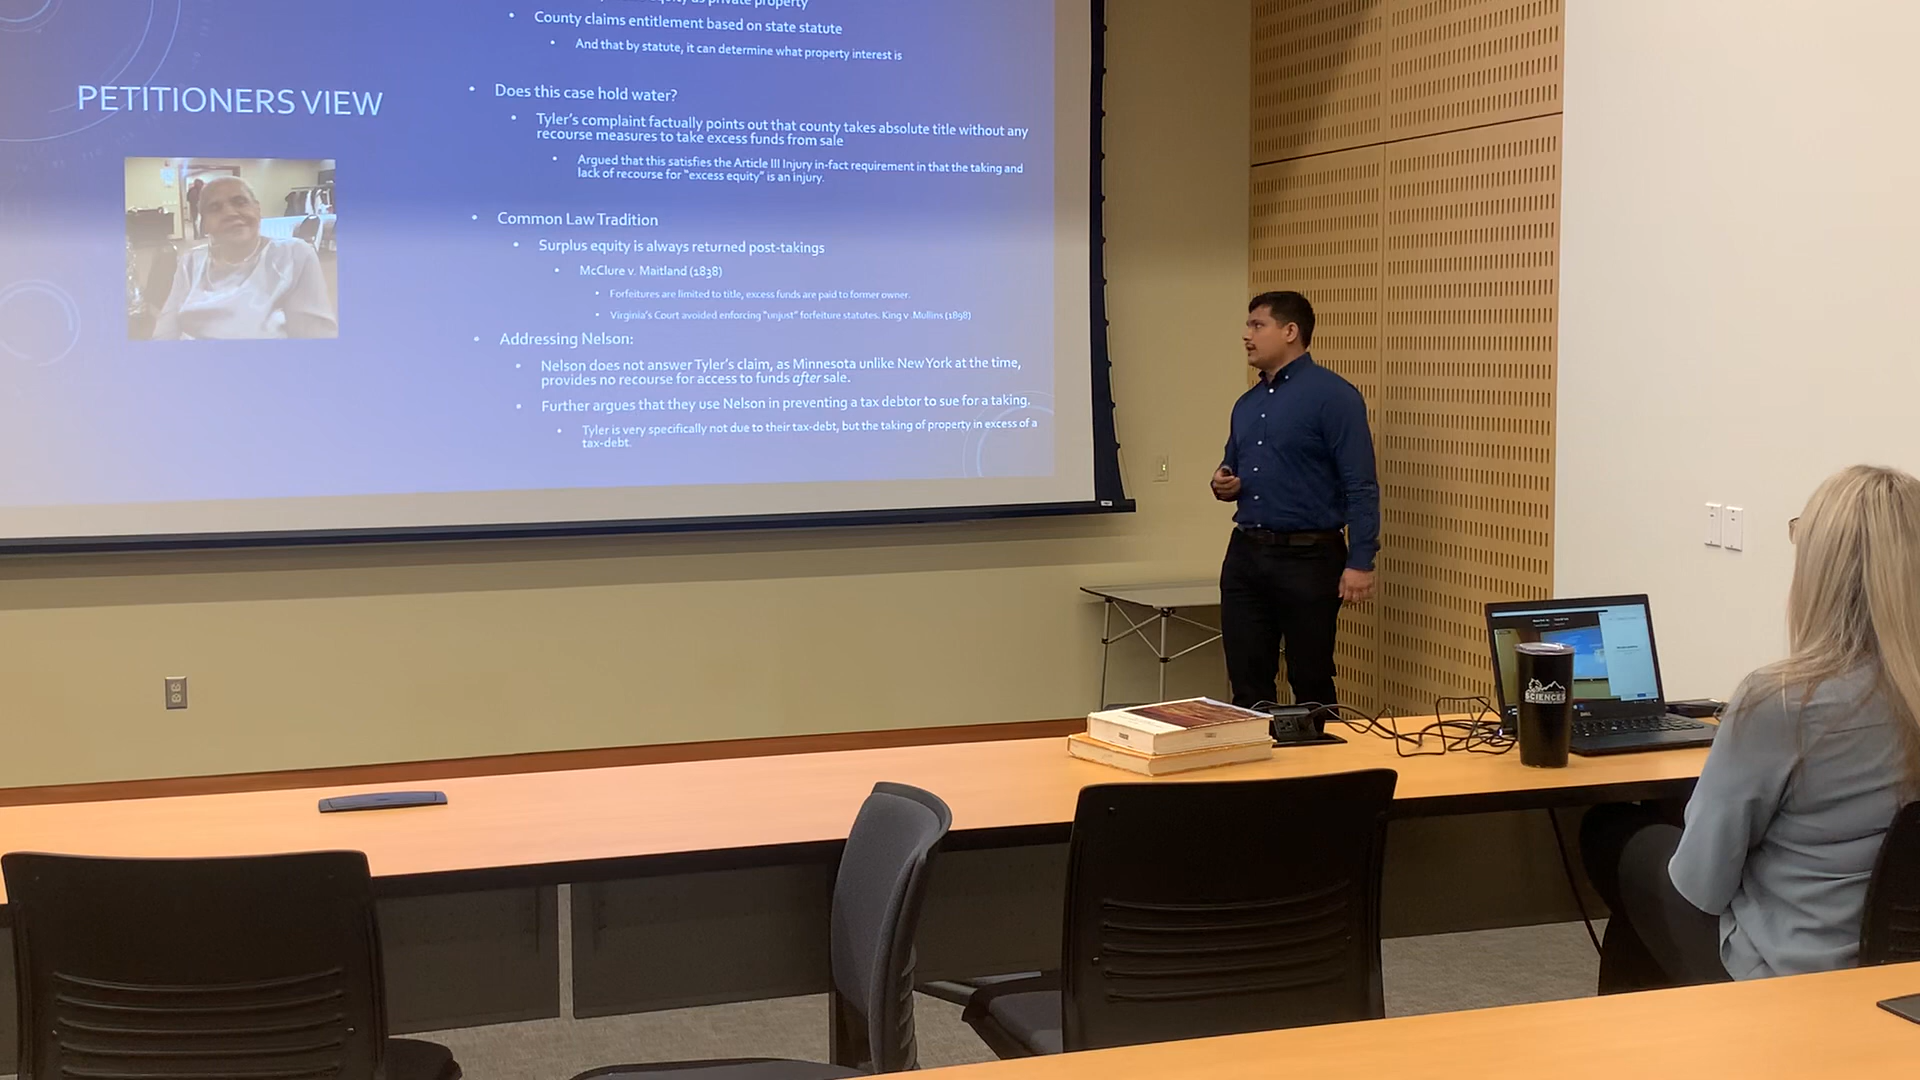 equity as private property
County claims entitlement based on state statute
And that by statute, it can determine what property interest is
PETITIONERS VIEW
Does this case hold water?
Tyler's complaint factually points out that county takes absolute title without any
recourse measures to take excess funds from sale
Argued that this satisfies the Article III Injury in-fact requirement in that the taking and
lack of recourse for "excess equity" is an injury.
Common Law Tradition
Surplus equity is always returned post-takings
McClure v. Maitland (1838)
Forfeitures are limited to title, excess funds are paid to former owner.
Virginia's Court avoided enforcing "unjust" forfeiture statutes. King v .Mullins (1898)
Addressing Nelson:
Nelson does not answer Tyler's claim, as Minnesota unlike New York at the time,
provides no recourse for access to funds after sale.
Further argues that they use Nelson in preventing a tax debtor to sue for a taking.
Tyler is very specifically not due to their tax-debt, but the taking of property in excess of a
tax-debt.
SCIENCES
DELL